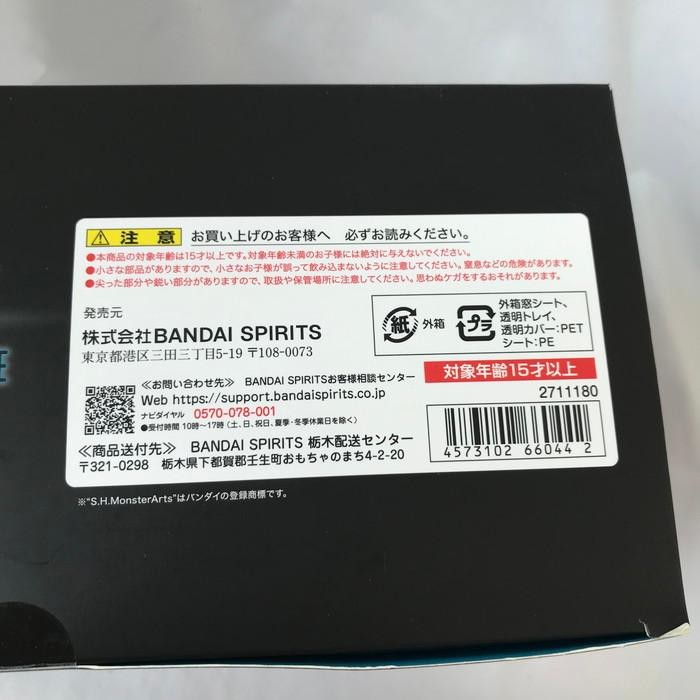 注意 お買い上げのお客様へ 必ずお読みください。
●本商品の対象年齢は15才以上です。対象年齢未満のお子様には絶対に与えないでください。
●小さな部品がありますので、小さなお子様が誤って飲み込まないように注意してください。窒息などの危険があります。
●尖った部分や鋭い部分がありますので、取扱や保管場所に注意してください。思わぬケガをするおそれがあります。
発売元
株式会社BANDAI SPIRITS
東京都港区三田三丁目5-19 〒108-0073
紙 外箱
プラ
外箱窓シート、
透明トレイ、
透明カバー:PET
シート:PE
≪お問い合わせ先≫ BANDAI SPIRITSお客様相談センター
Web https://support.bandaispirits.co.jp
ナビダイヤル 0570-078-001
●受付時間 10時〜17時 (土、日、祝日、夏季・冬季休業日を除く)
対象年齢15才以上
2711180
≪商品送付先≫ BANDAI SPIRITS 栃木配送センター
〒321-0298 栃木県下都賀郡壬生町おもちゃのまち4-2-20
4573102 66044 2
※"S.H.MonsterArts"はバンダイの登録商標です。